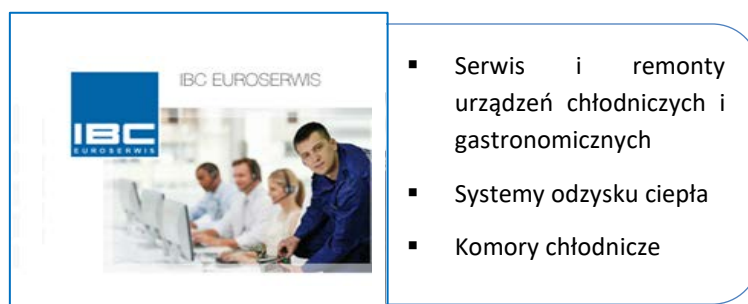 IBC EUROSERWIS
IBC
EUROSERWIS
▪ Serwis i remonty
urządzeń chłodniczych i
gastronomicznych
▪ Systemy odzysku ciepła
▪ Komory chłodnicze